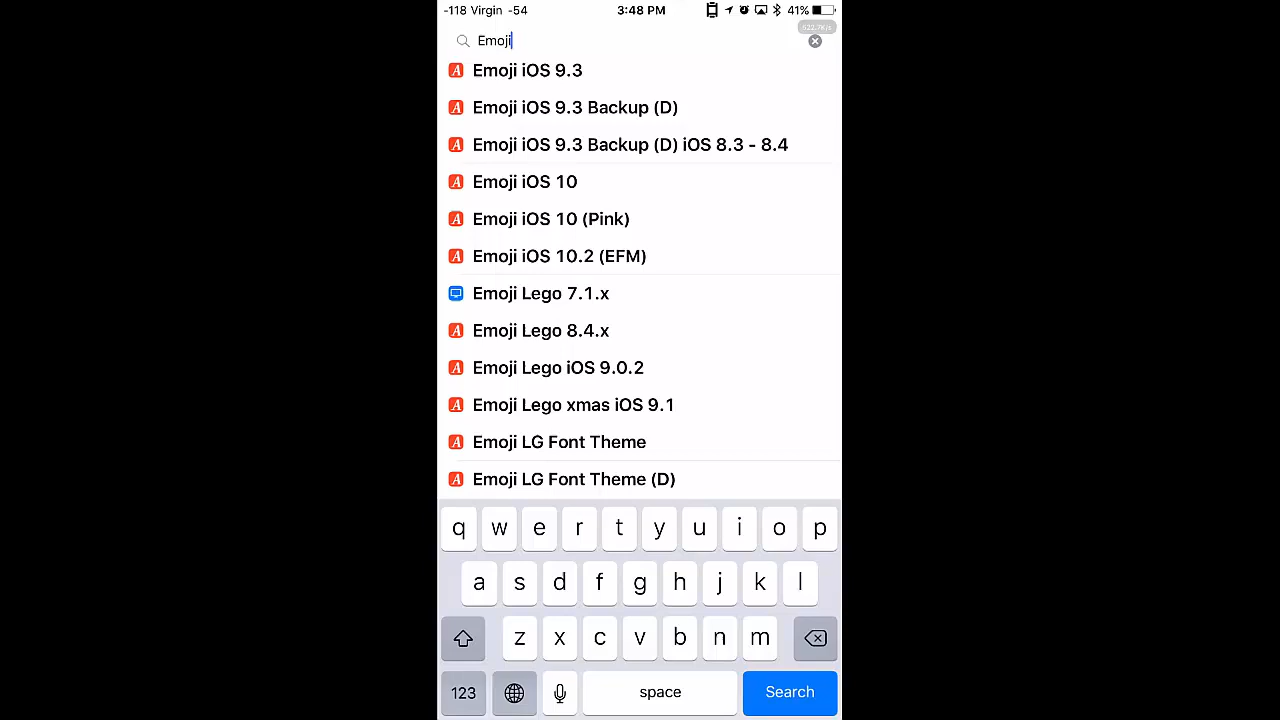 -118 Virgin -54 3:48 PM 41%
522.7K/s
Emoji
Emoji iOS 9.3
Emoji iOS 9.3 Backup (D)
Emoji iOS 9.3 Backup (D) iOS 8.3 - 8.4
Emoji iOS 10
Emoji iOS 10 (Pink)
Emoji iOS 10.2 (EFM)
Emoji Lego 7.1.x
Emoji Lego 8.4.x
Emoji Lego iOS 9.0.2
Emoji Lego xmas iOS 9.1
Emoji LG Font Theme
Emoji LG Font Theme (D)
q w e r t y u i o p
a s d f g h j k l
z x c v b n m
123 space Search